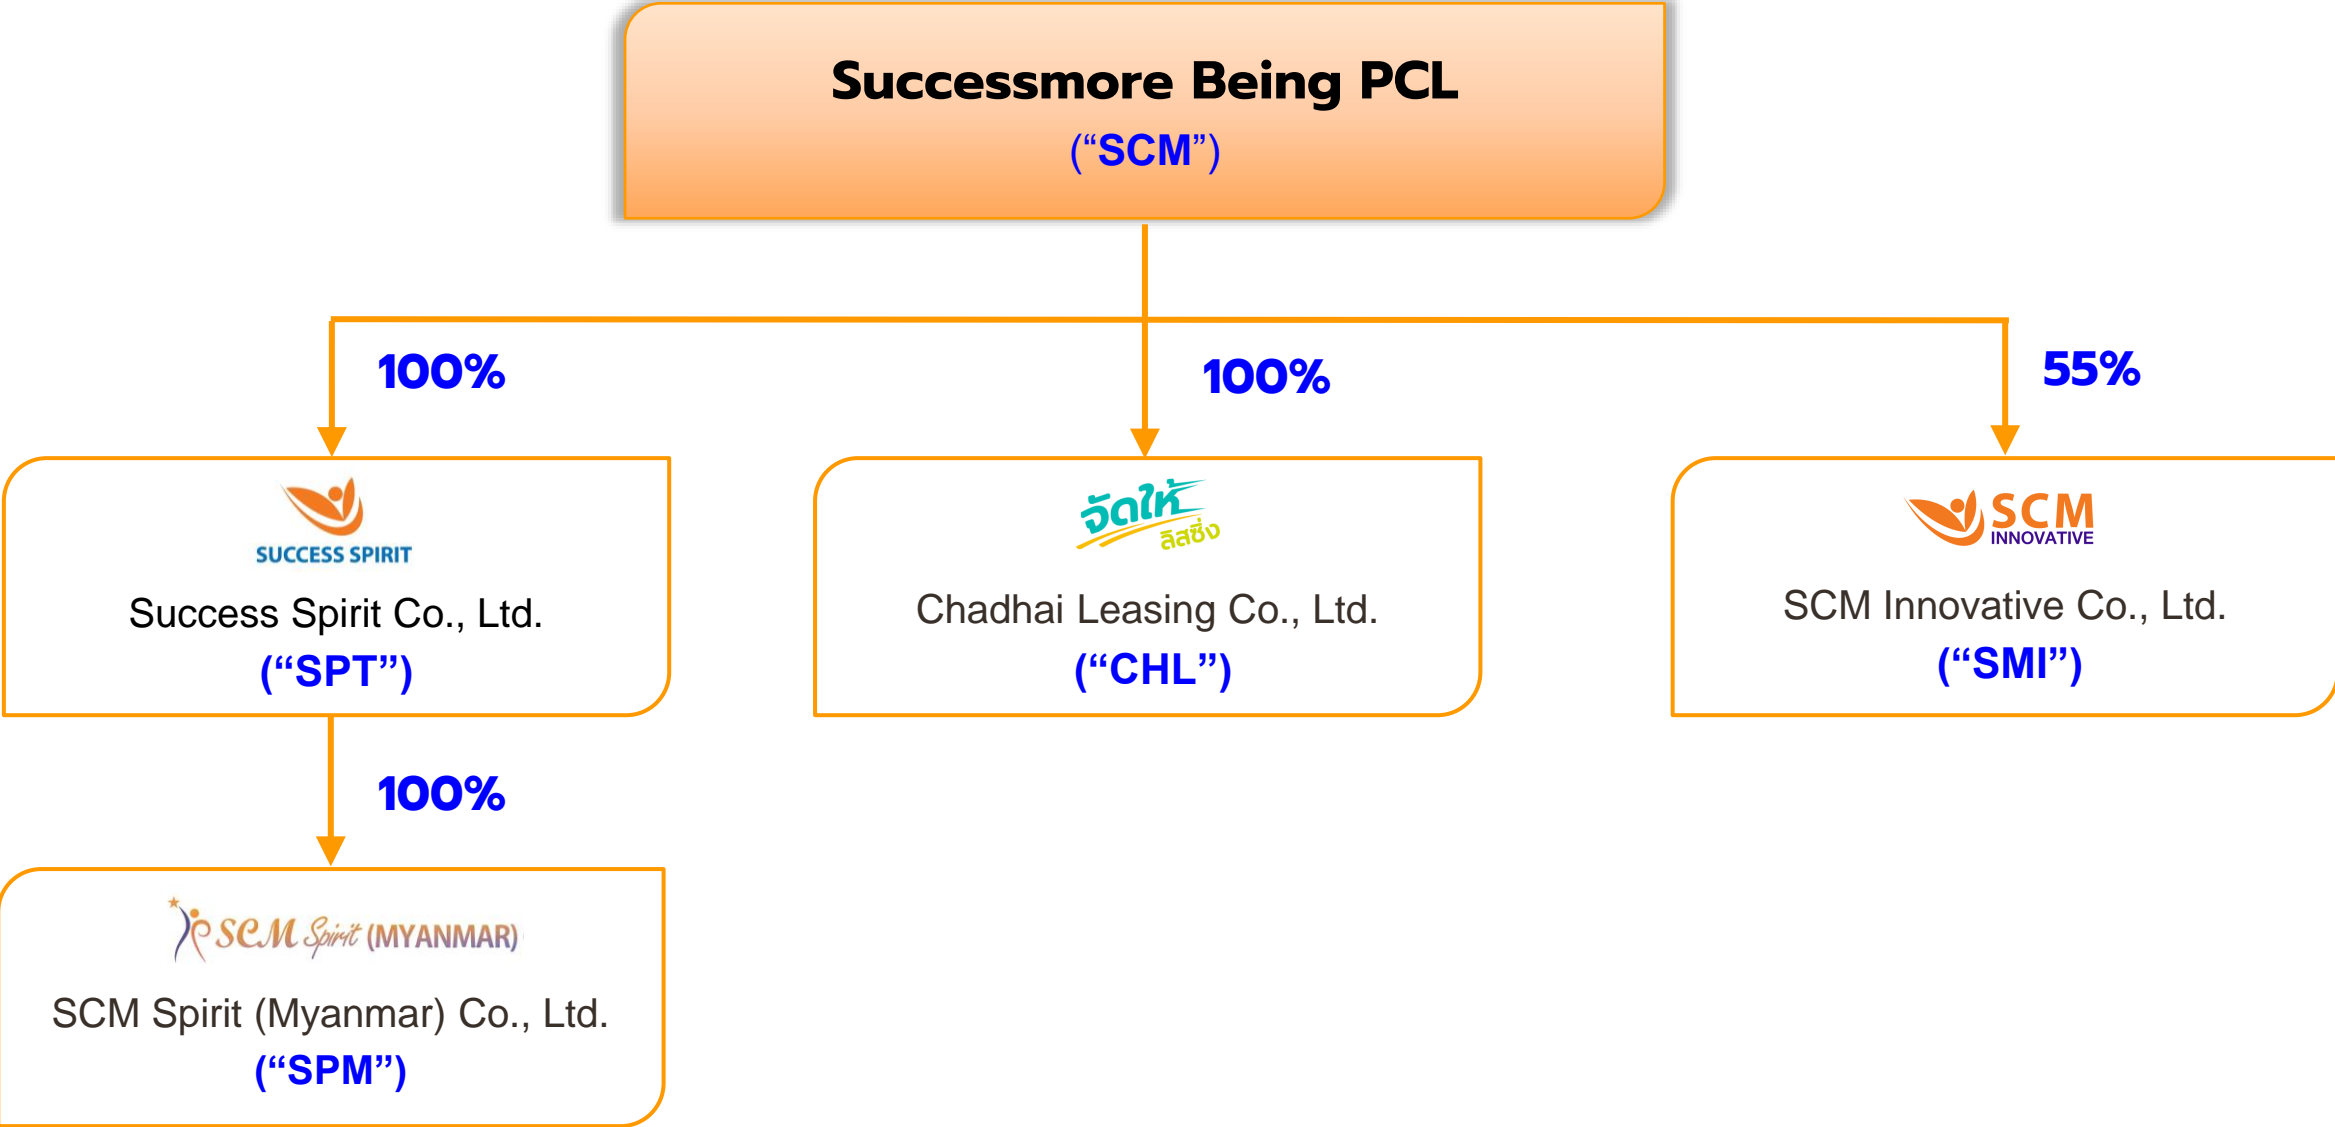 Successmore Being PCL
(“SCM”)
100%
100%
55%
SUCCESS SPIRIT
Success Spirit Co., Ltd.
(“SPT”)
จัดให้
ลิสซิ่ง
Chadhai Leasing Co., Ltd.
(“CHL”)
SCM
INNOVATIVE
SCM Innovative Co., Ltd.
(“SMI”)
100%
SCM Spirit (MYANMAR)
SCM Spirit (Myanmar) Co., Ltd.
(“SPM”)